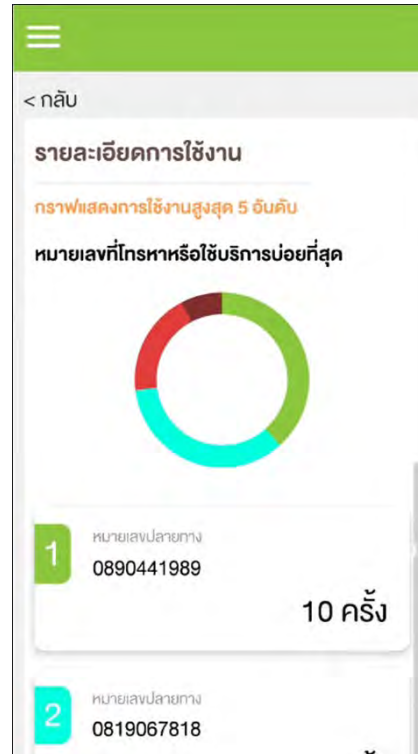 < กลับ
รายละเอียดการใช้งาน
กราฟแสดงการใช้งานสูงสุด 5 อันดับ
หมายเลขที่โทรหาหรือใช้บริการบ่อยที่สุด
1
หมายเลขปลายทาง
0890441989
10 ครั้ง
2
หมายเลขปลายทาง
0819067818